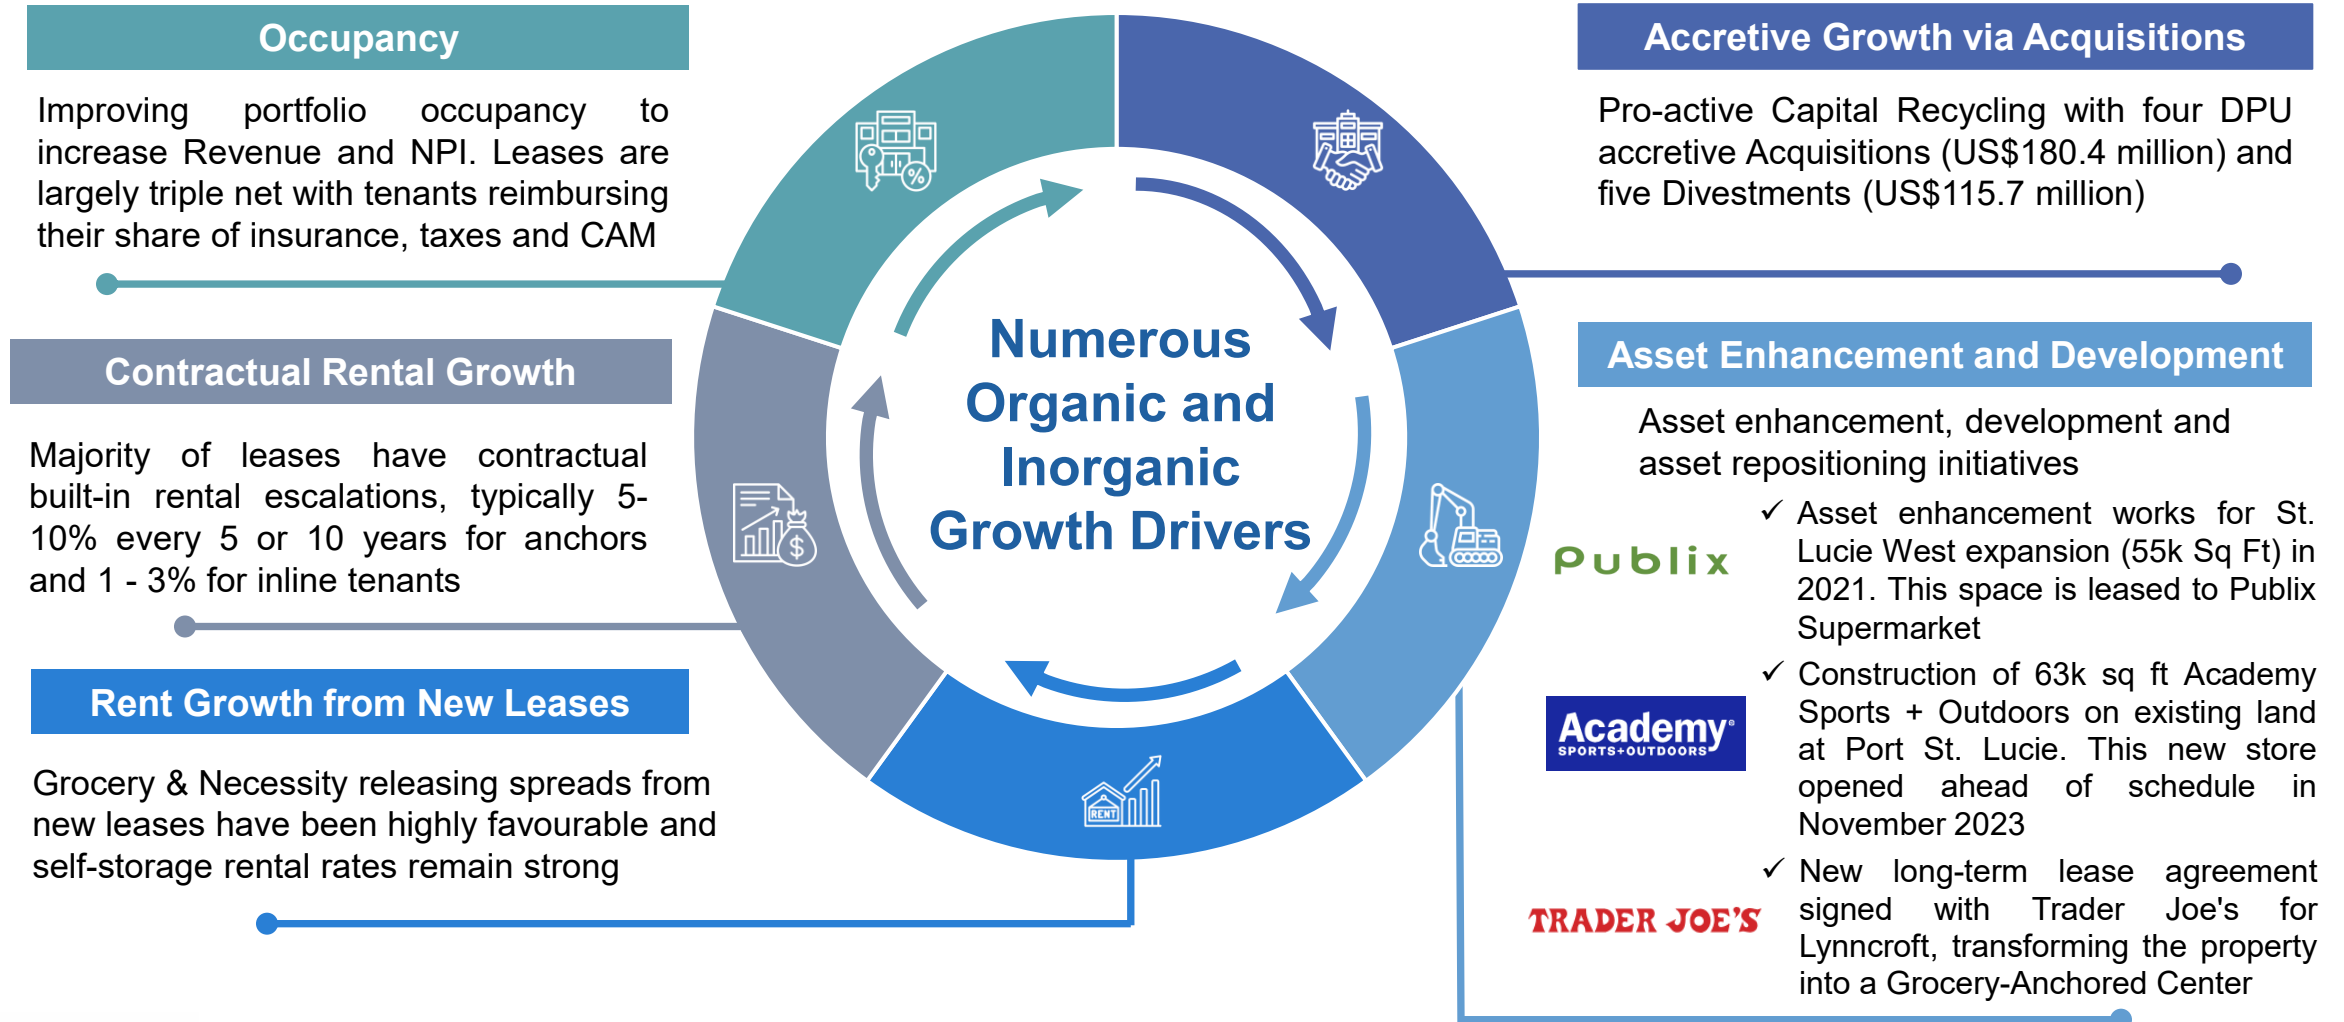 Occupancy
Improving portfolio occupancy to
increase Revenue and NPI. Leases are
largely triple net with tenants reimbursing
their share of insurance, taxes and CAM
Contractual Rental Growth
Majority of leases have contractual
built-in rental escalations, typically 5-
10% every 5 or 10 years for anchors
and 1 - 3% for inline tenants
Rent Growth from New Leases
Grocery & Necessity releasing spreads from
new leases have been highly favourable and
self-storage rental rates remain strong
Numerous
Organic and
Inorganic
Growth Drivers
%
$
RENT
Accretive Growth via Acquisitions
Pro-active Capital Recycling with four DPU
accretive Acquisitions (US$180.4 million) and
five Divestments (US$115.7 million)
Asset Enhancement and Development
Asset enhancement, development and
asset repositioning initiatives
Publix
✓ Asset enhancement works for St.
Lucie West expansion (55k Sq Ft) in
2021. This space is leased to Publix
Supermarket
Academy
SPORTS+OUTDOORS
✓ Construction of 63k sq ft Academy
Sports + Outdoors on existing land
at Port St. Lucie. This new store
opened ahead of schedule in
November 2023
TRADER JOE'S
✓ New long-term lease agreement
signed with Trader Joe's for
Lynncroft, transforming the property
into a Grocery-Anchored Center